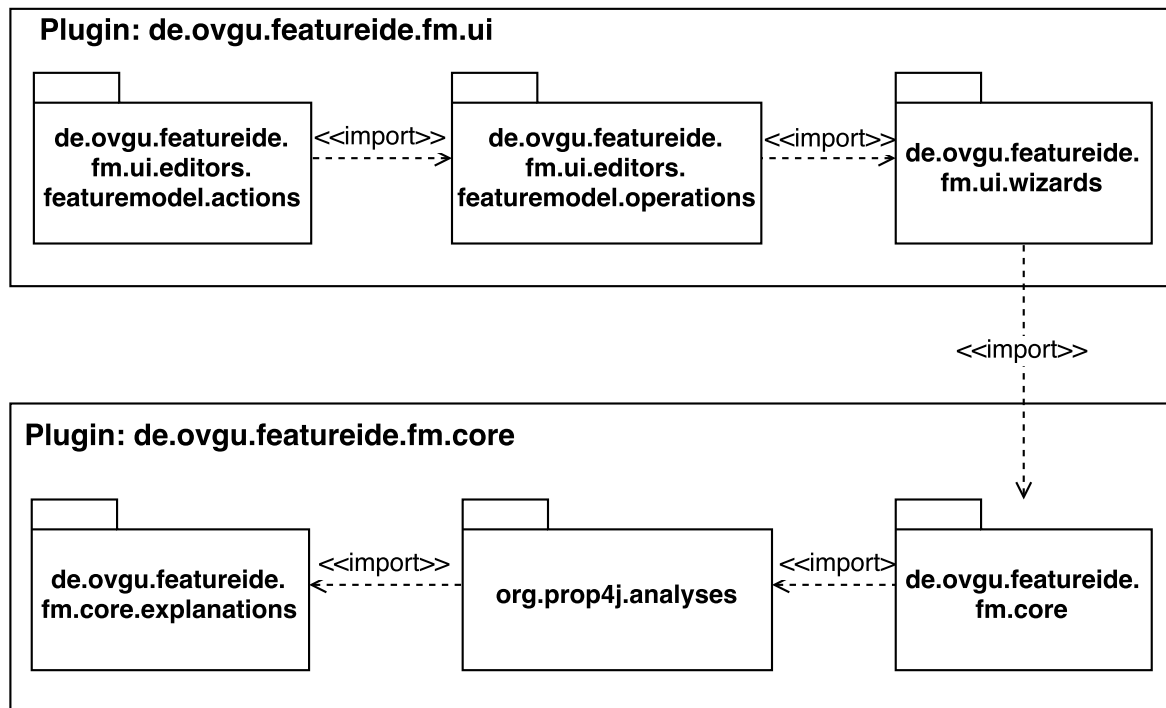 Plugin: de.ovgu.featureide.fm.ui
de.ovgu.featureide.
fm.ui.editors.
featuremodel.actions
<<import>>
de.ovgu.featureide.
fm.ui.editors.
featuremodel.operations
<<import>>
de.ovgu.featureide.
fm.ui.wizards
<<import>>
Plugin: de.ovgu.featureide.fm.core
de.ovgu.featureide.
fm.core.explanations
<<import>>
org.prop4j.analyses
<<import>
de.ovgu.featureide.
fm.core